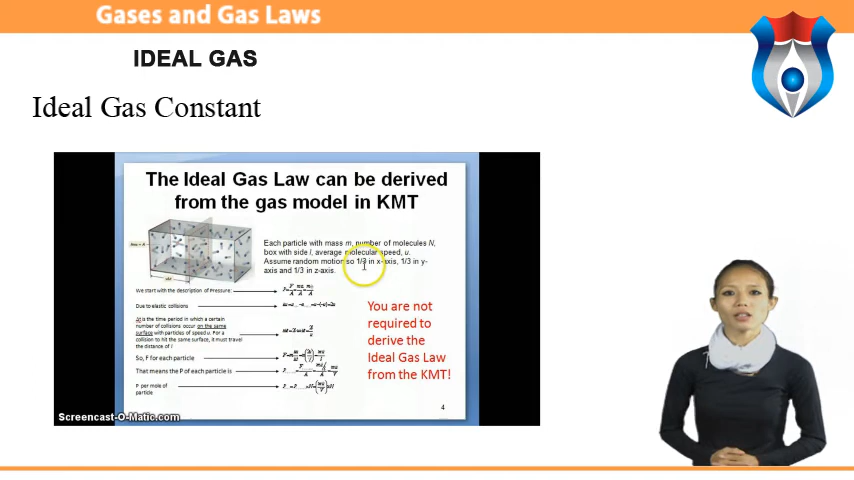 Gases and Gas Laws
IDEAL GAS
Ideal Gas Constant
The Ideal Gas Law can be derived
from the gas model in KMT
Each particle with mass m, number of molecules N,
box with side l, average molecular speed, u.
Assume random motion so 1/3 in x-axis, 1/3 in y-
axis and 1/3 in z-axis.
We start with the description of Pressure:
Due to elastic collisions
Δt is the time period in which a certain
number of collisions occur on the same
surface with particles of speed u. For a
collision to hit the same surface, it must travel
the distance of l
So, F for each particle
That means the P of each particle is
P per mole of
particle
You are not
required to
derive the
Ideal Gas Law
from the KMT!
4
Screencast-O-Matic.com